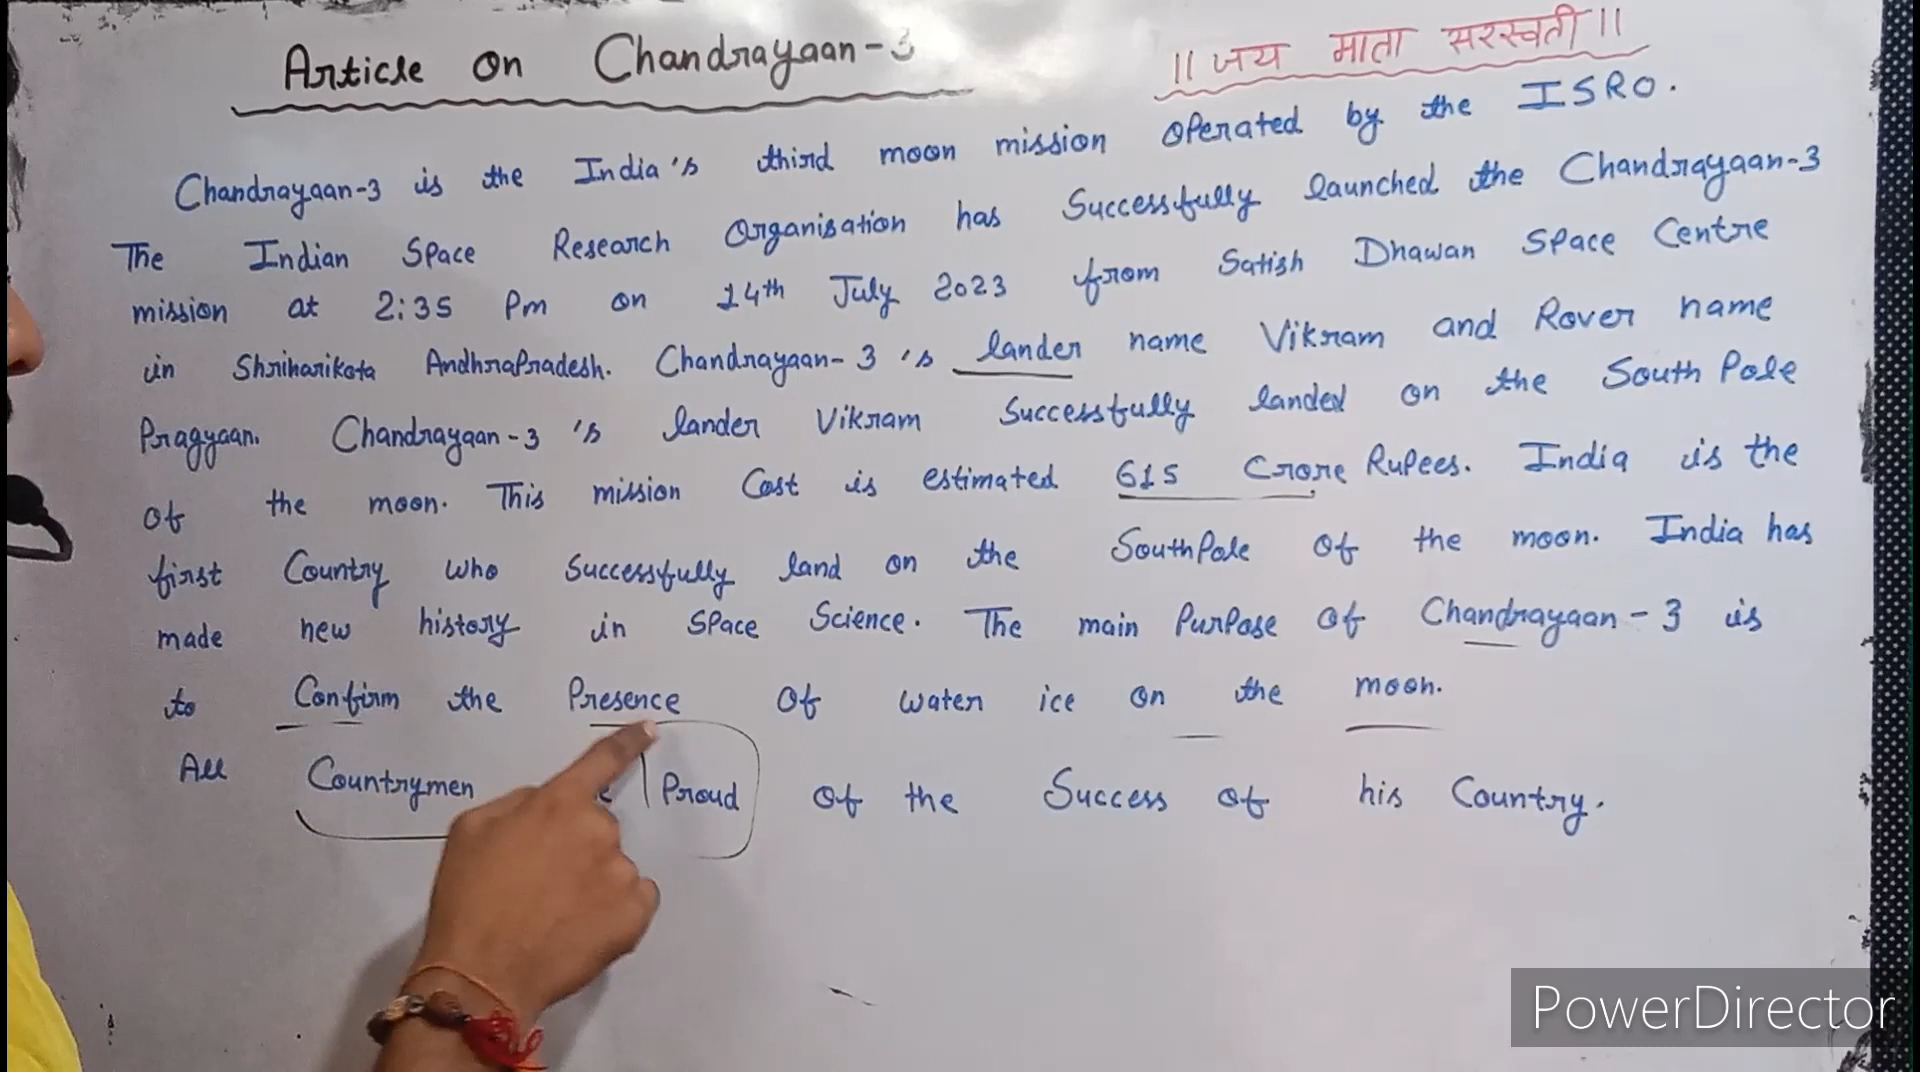 Article on Chandrayaan-3
॥ जय माता सरस्वती ॥
Chandrayaan-3 is the India's third moon mission operated by the ISRO.
The Indian Space Research Organisation has Successfully launched the Chandrayaan-3
mission at 2:35 Pm on 14th July 2023 from Satish Dhawan Space Centre
in Shriharikota AndhraPradesh. Chandrayaan-3's lander name Vikram and Rover name
Pragyaan. Chandrayaan-3's lander Vikram Successfully landed on the South Pole
of the moon. This mission Cost is estimated 615 Crore Rupees. India is the
first Country who Successfully land on the SouthPole of the moon. India has
made new history in Space Science. The main Purpose of Chandrayaan-3 is
to Confirm the Presence of water ice on the moon.
All Countrymen Proud of the Success of his Country.
PowerDirector